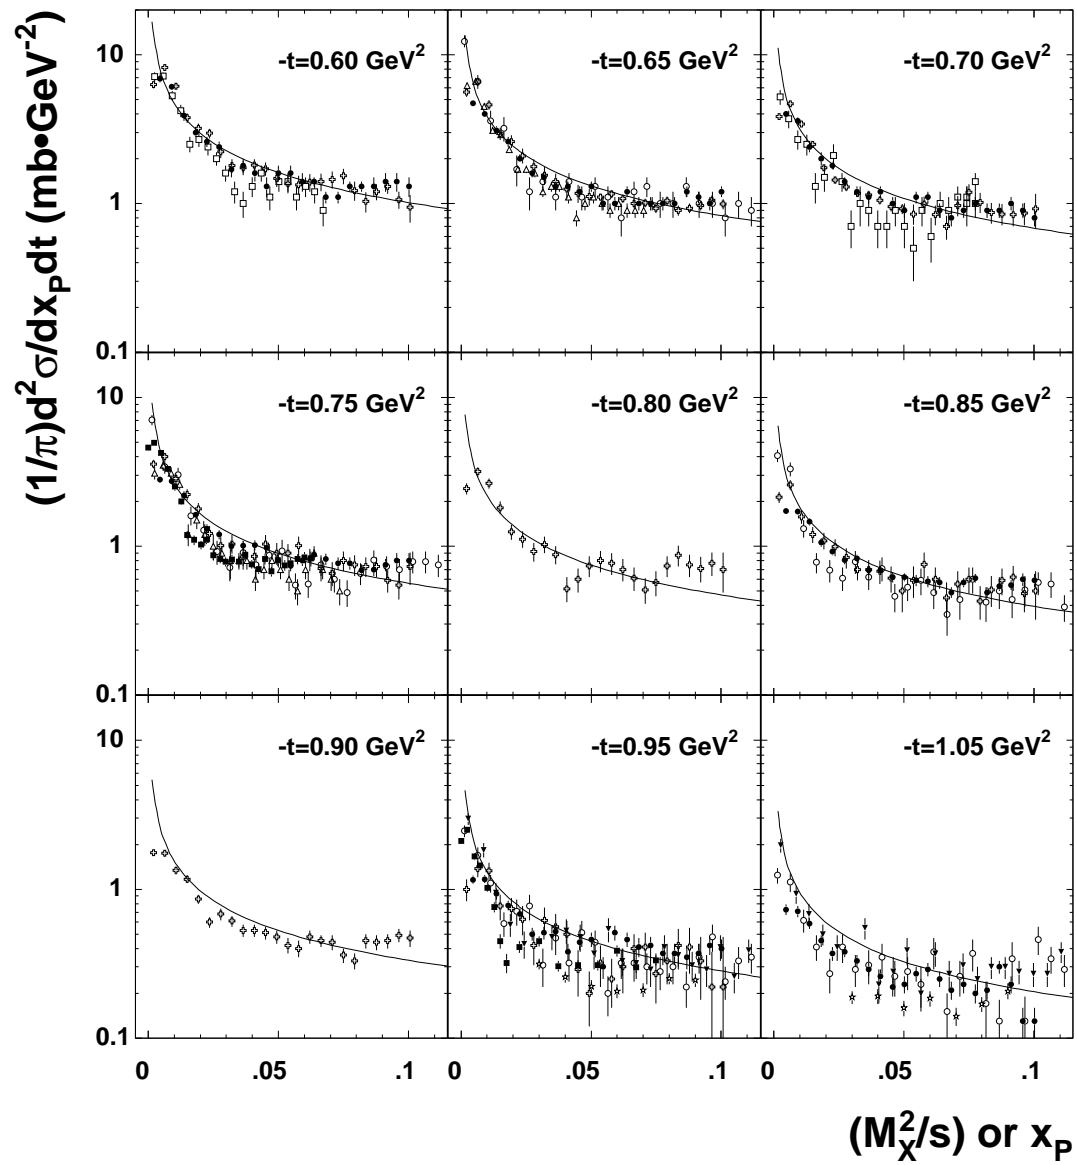 (1/π)d²σ/dx_Pdt (mb•GeV⁻²)
-t=0.60 GeV²
-t=0.65 GeV²
-t=0.70 GeV²
10
1
0.1
-t=0.75 GeV²
-t=0.80 GeV²
-t=0.85 GeV²
10
1
0.1
-t=0.90 GeV²
-t=0.95 GeV²
-t=1.05 GeV²
10
1
0.1
0 .05 .1 0 .05 .1 0 .05 .1
(M_X²/s) or x_P